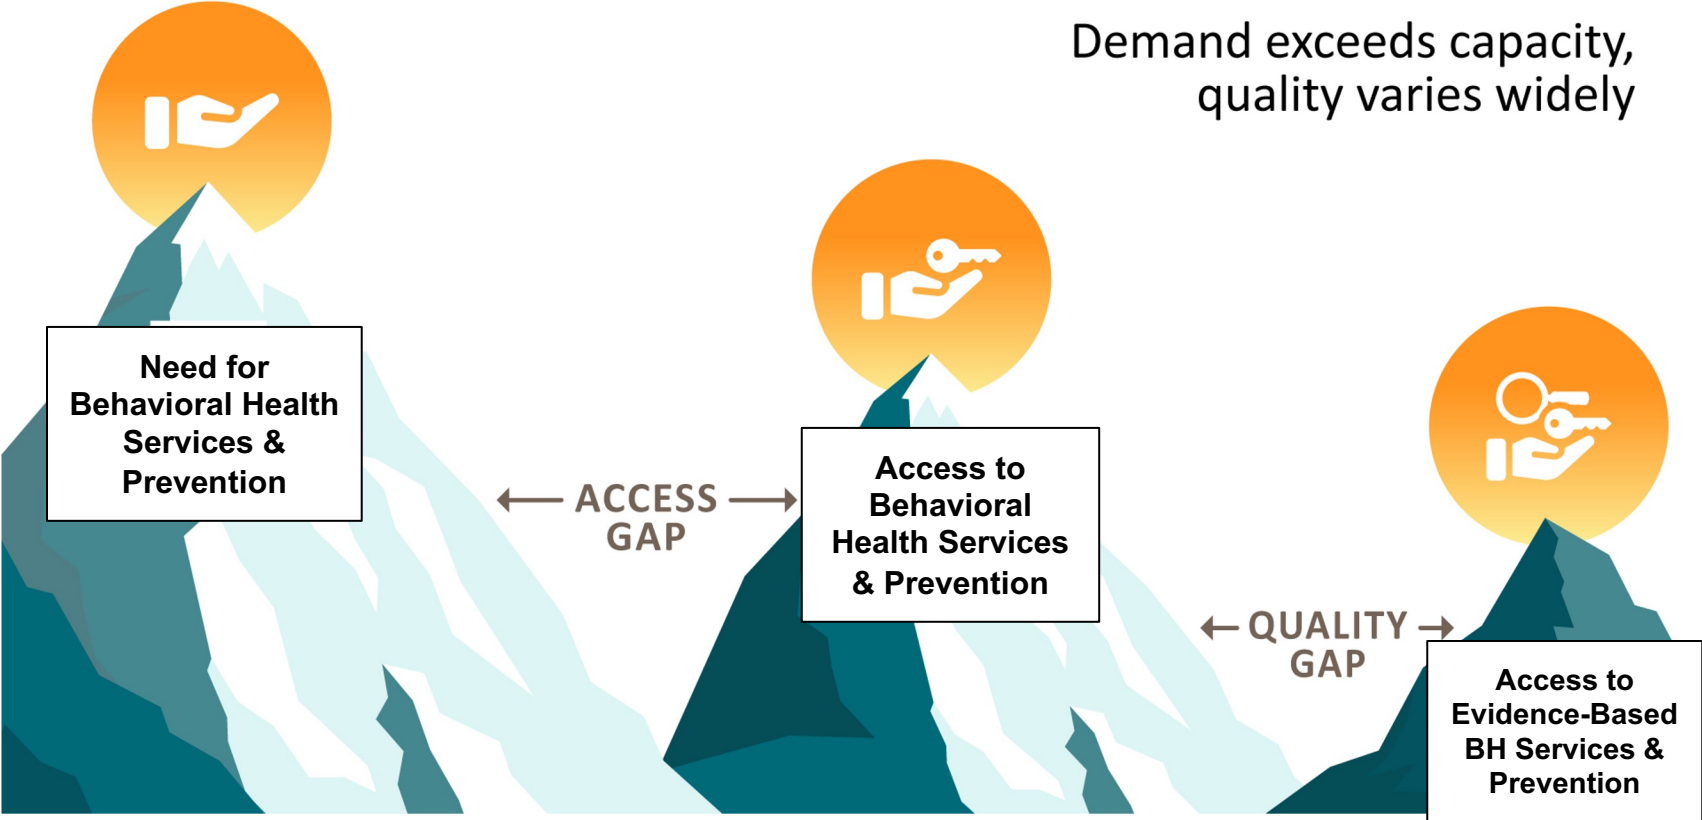 Demand exceeds capacity,
quality varies widely
Need for
Behavioral Health
Services &
Prevention
ACCESS
GAP
Access to
Behavioral
Health Services
& Prevention
QUALITY
GAP
Access to
Evidence-Based
BH Services &
Prevention